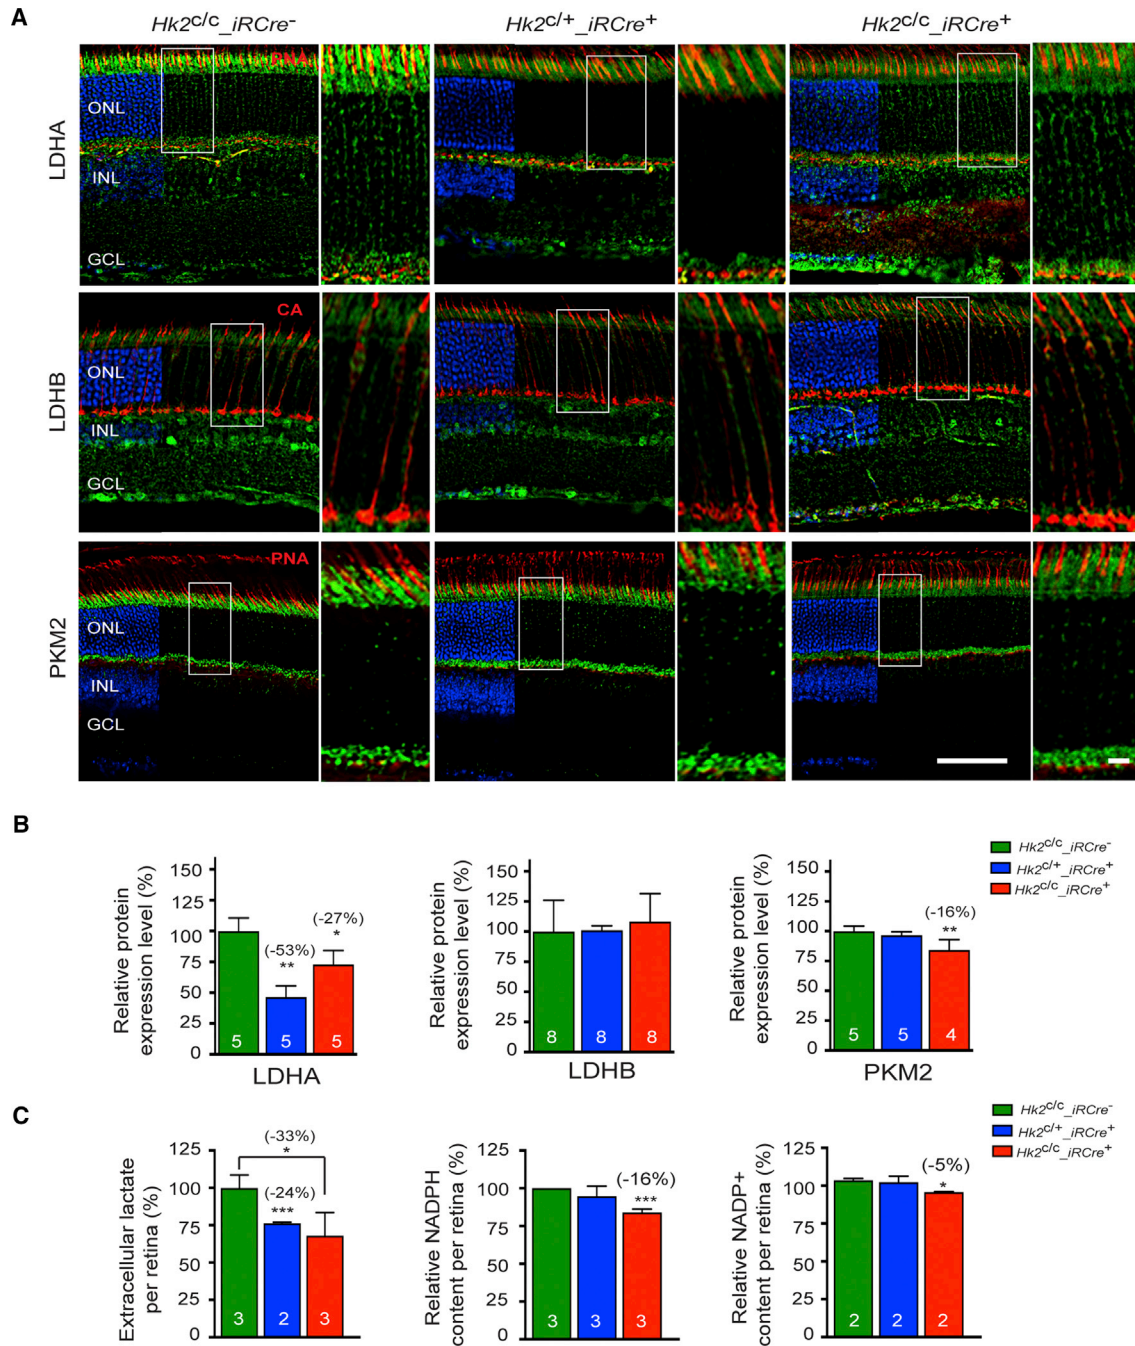 A
Hk2c/c_iRCre-
Hk2c/+_iRCre+
Hk2c/c_iRCre+
LDHA
PNA
ONL
INL
GCL
LDHB
CA
ONL
INL
GCL
PKM2
PNA
ONL
INL
GCL
B
Relative protein
expression level (%)
150
125
100
75
50
25
0
(-53%)
**
(-27%)
*
5
5
5
LDHA
Relative protein
expression level (%)
150
125
100
75
50
25
0
8
8
8
LDHB
Relative protein
expression level (%)
150
125
100
75
50
25
0
(-16%)
**
5
5
4
PKM2
Hk2c/c_iRCre-
Hk2c/+_iRCre+
Hk2c/c_iRCre+
C
Extracellular lactate
per retina (%)
125
100
75
50
25
0
(-33%)
*
(-24%)
***
3
2
3
Relative NADPH
content per retina (%)
125
100
75
50
25
0
(-16%)
***
3
3
3
Relative NADP+
content per retina (%)
125
100
75
50
25
0
(-5%)
*
2
2
2
Hk2c/c_iRCre-
Hk2c/+_iRCre+
Hk2c/c_iRCre+